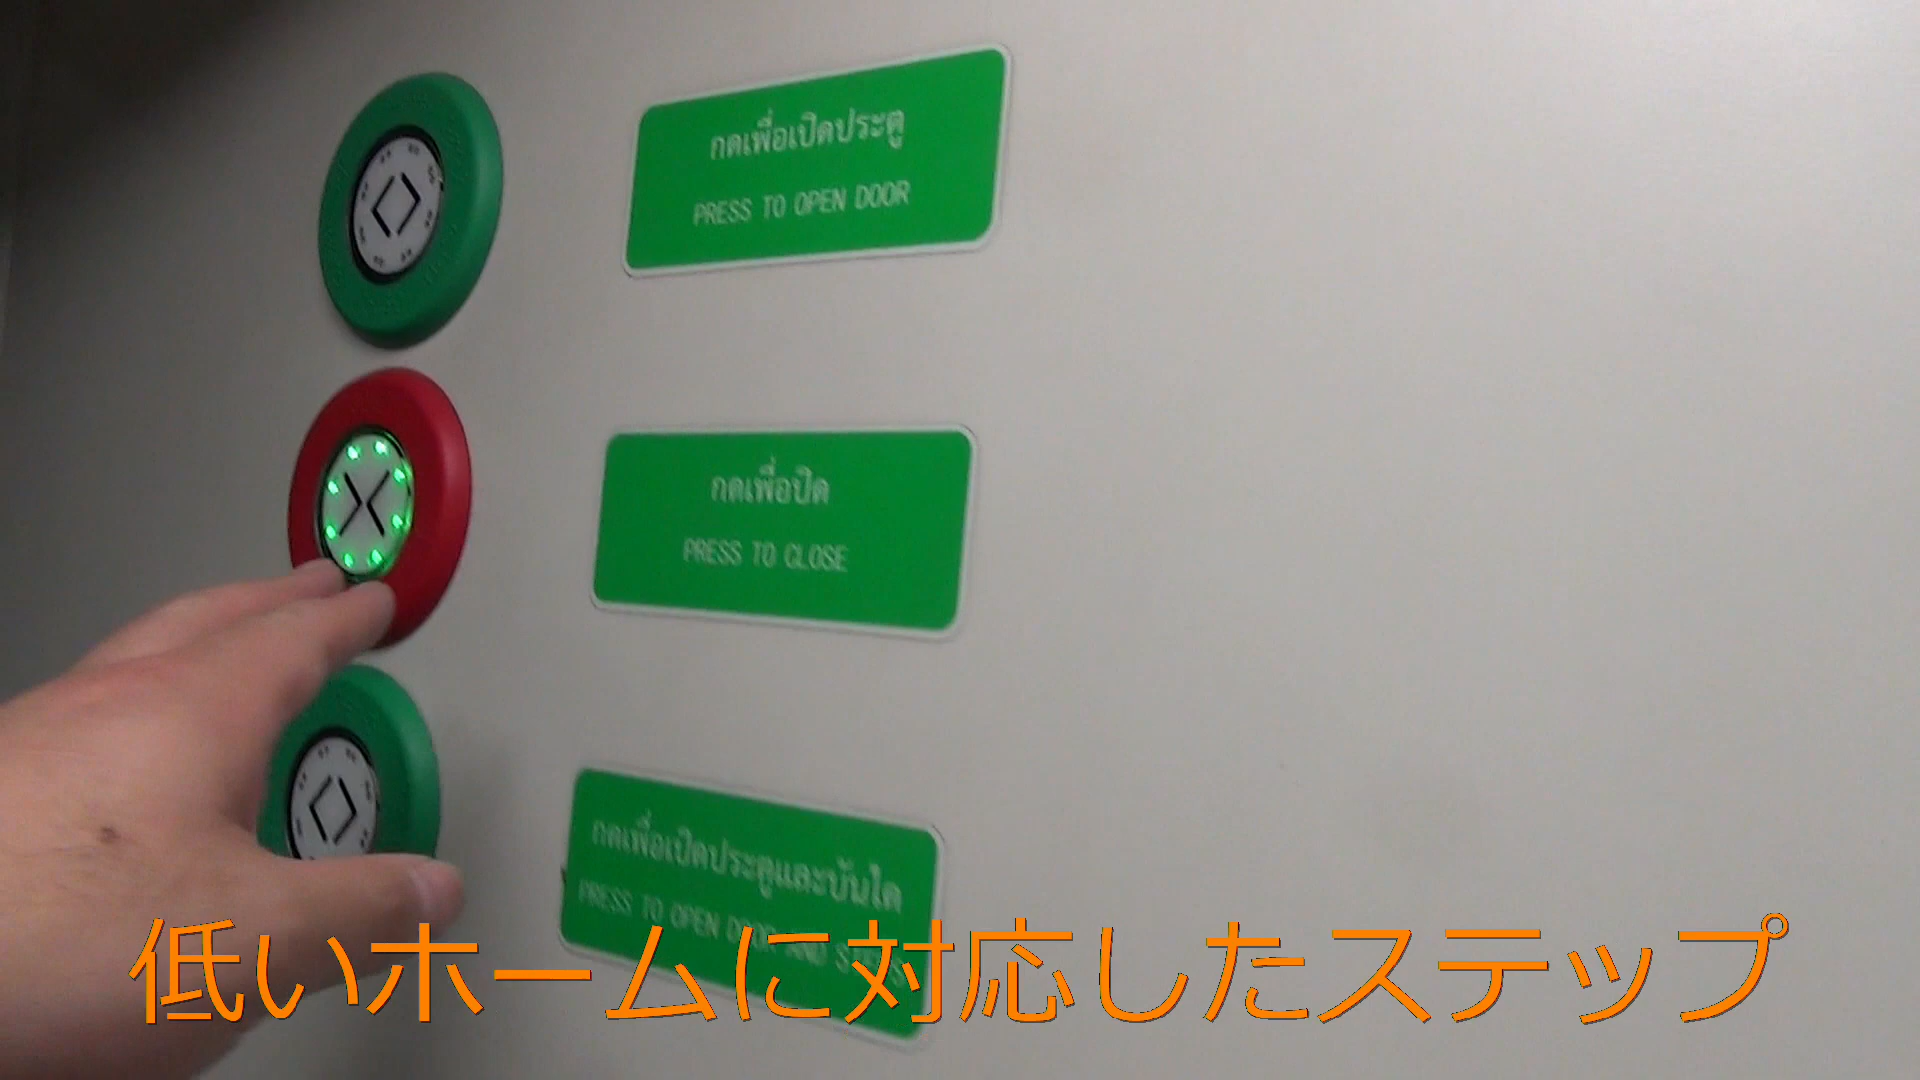 กดเพื่อเปิดประตู
PRESS TO OPEN DOOR
กดเพื่อปิด
PRESS TO CLOSE
กดเพื่อเปิดประตูและบันได
PRESS TO OPEN DOOR AND STAIRS
低いホームに対応したステップ